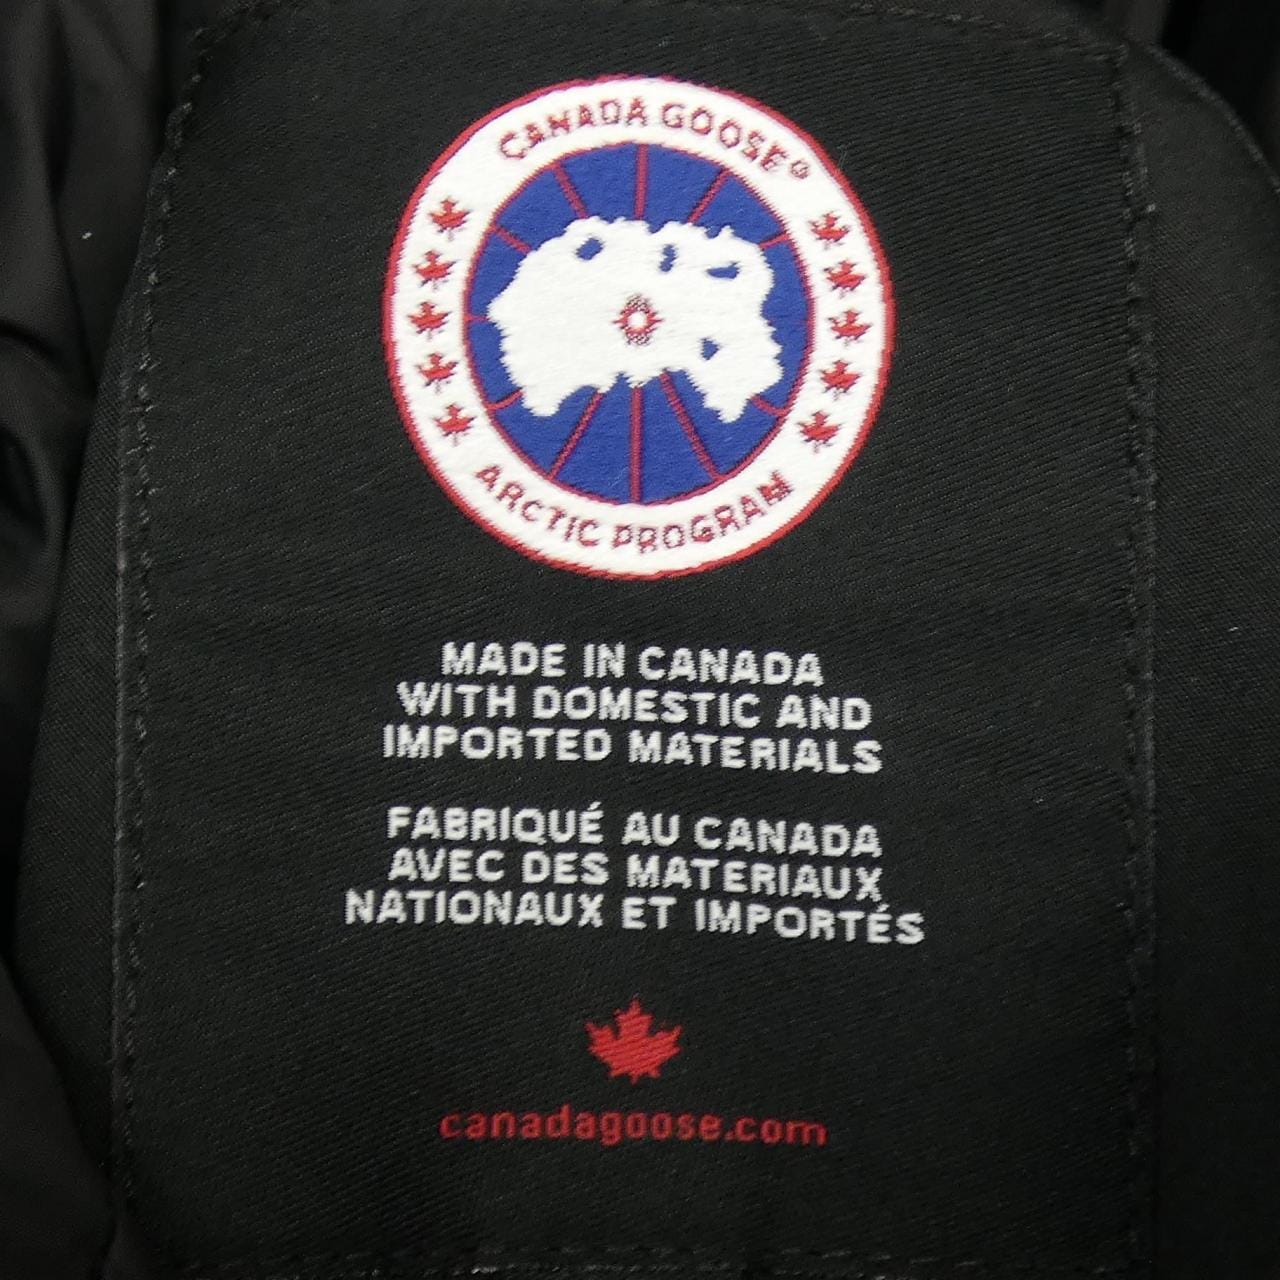 CANADA GOOSE®
ARCTIC PROGRAM
MADE IN CANADA
WITH DOMESTIC AND
IMPORTED MATERIALS
FABRIQUÉ AU CANADA
AVEC DES MATERIAUX
NATIONAUX ET IMPORTÉS
canadagoose.com